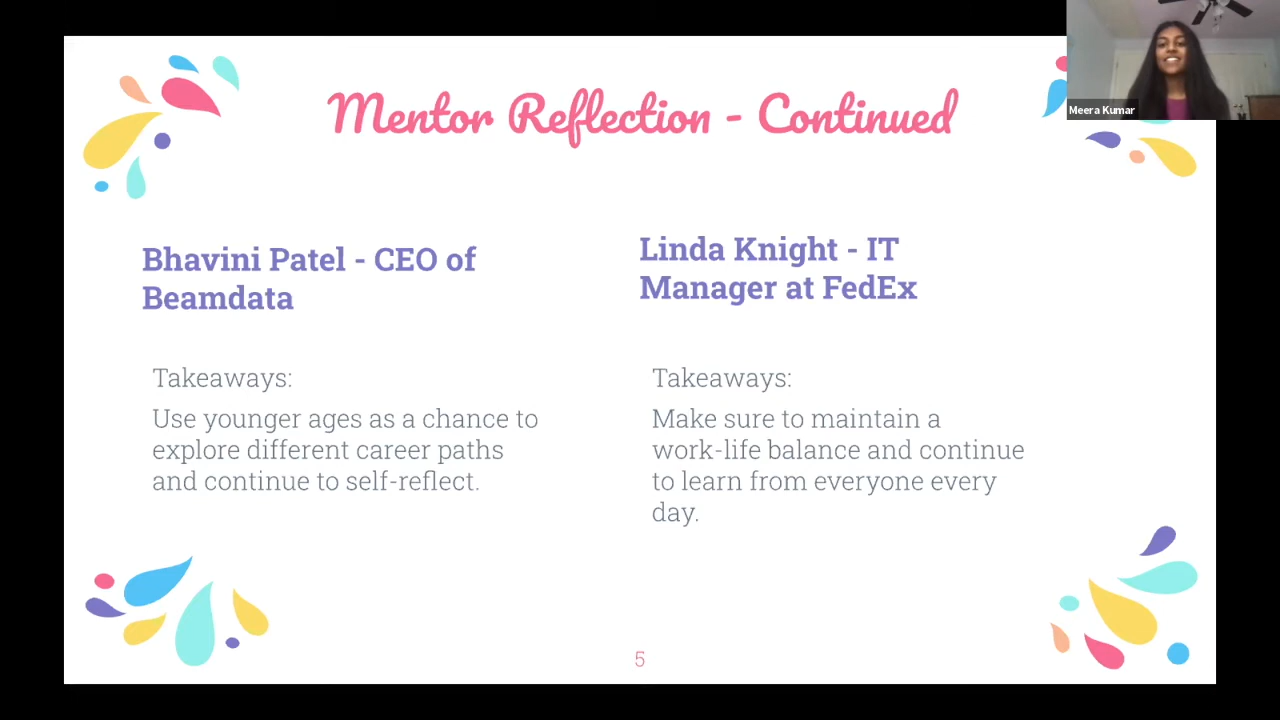 Mentor Reflection - Continued
Meera Kumar
Bhavini Patel - CEO of
Beamdata
Takeaways:
Use younger ages as a chance to
explore different career paths
and continue to self-reflect.
Linda Knight - IT
Manager at FedEx
Takeaways:
Make sure to maintain a
work-life balance and continue
to learn from everyone every
day.
5